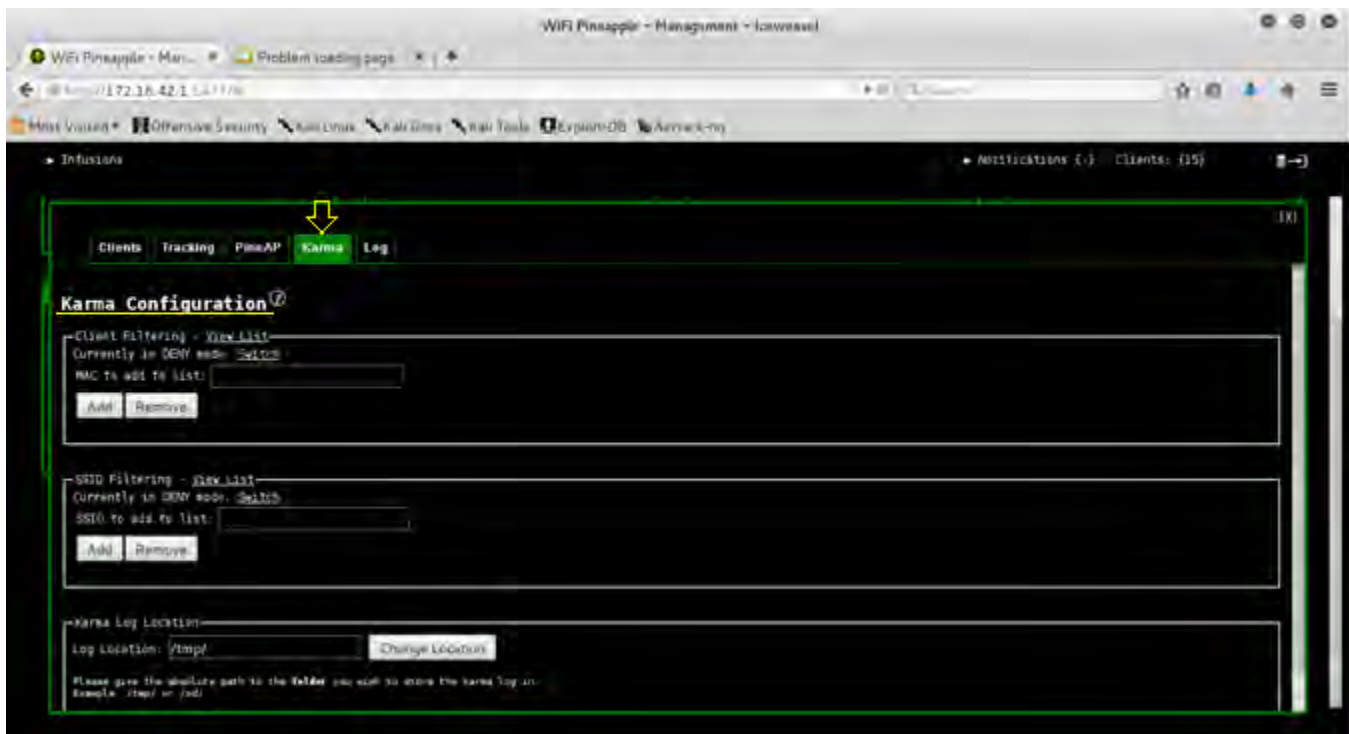 WiFi Pineapple - Management - Iceweasel
WiFi Pineapple - Man... Problem loading page
172.16.42.1
Most Visited Offensive Security Kali Linux Kali Docs Kali Tools Exploit-DB Aircrack-ng
Infusions Notifications Clients: {15}
[X]
Clients Tracking PineAP Karma Log
Karma Configuration
Client Filtering - View List
Currently in DENY mode. Switch
MAC to add to list:
Add Remove
SSID Filtering - View List
Currently in DENY mode. Switch
SSID to add to list:
Add Remove
Karma Log Location
Log Location: /tmp/ Change Location
Please give the absolute path to the folder you wish to store the karma log in.
Example /tmp/ or /sd/